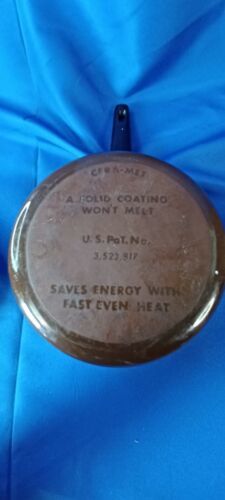 CERA-MET
A SOLID COATING
WON'T MELT
U.S. PAT. No.
3,523,817
SAVES ENERGY WITH
FAST EVEN HEAT